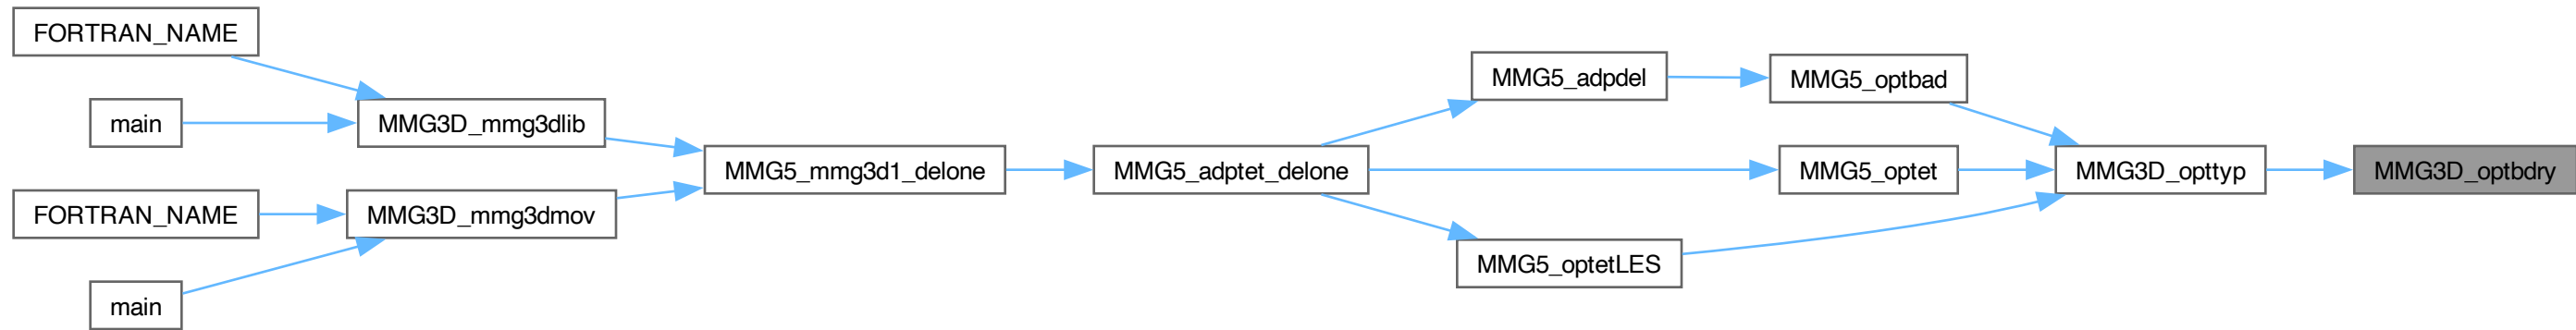 FORTRAN_NAME
main
MMG3D_mmg3dlib
FORTRAN_NAME
main
MMG3D_mmg3dmov
MMG5_mmg3d1_delone
MMG5_adptet_delone
MMG5_adpdel
MMG5_optbad
MMG5_optet
MMG5_optetLES
MMG3D_opttyp
MMG3D_optbdry